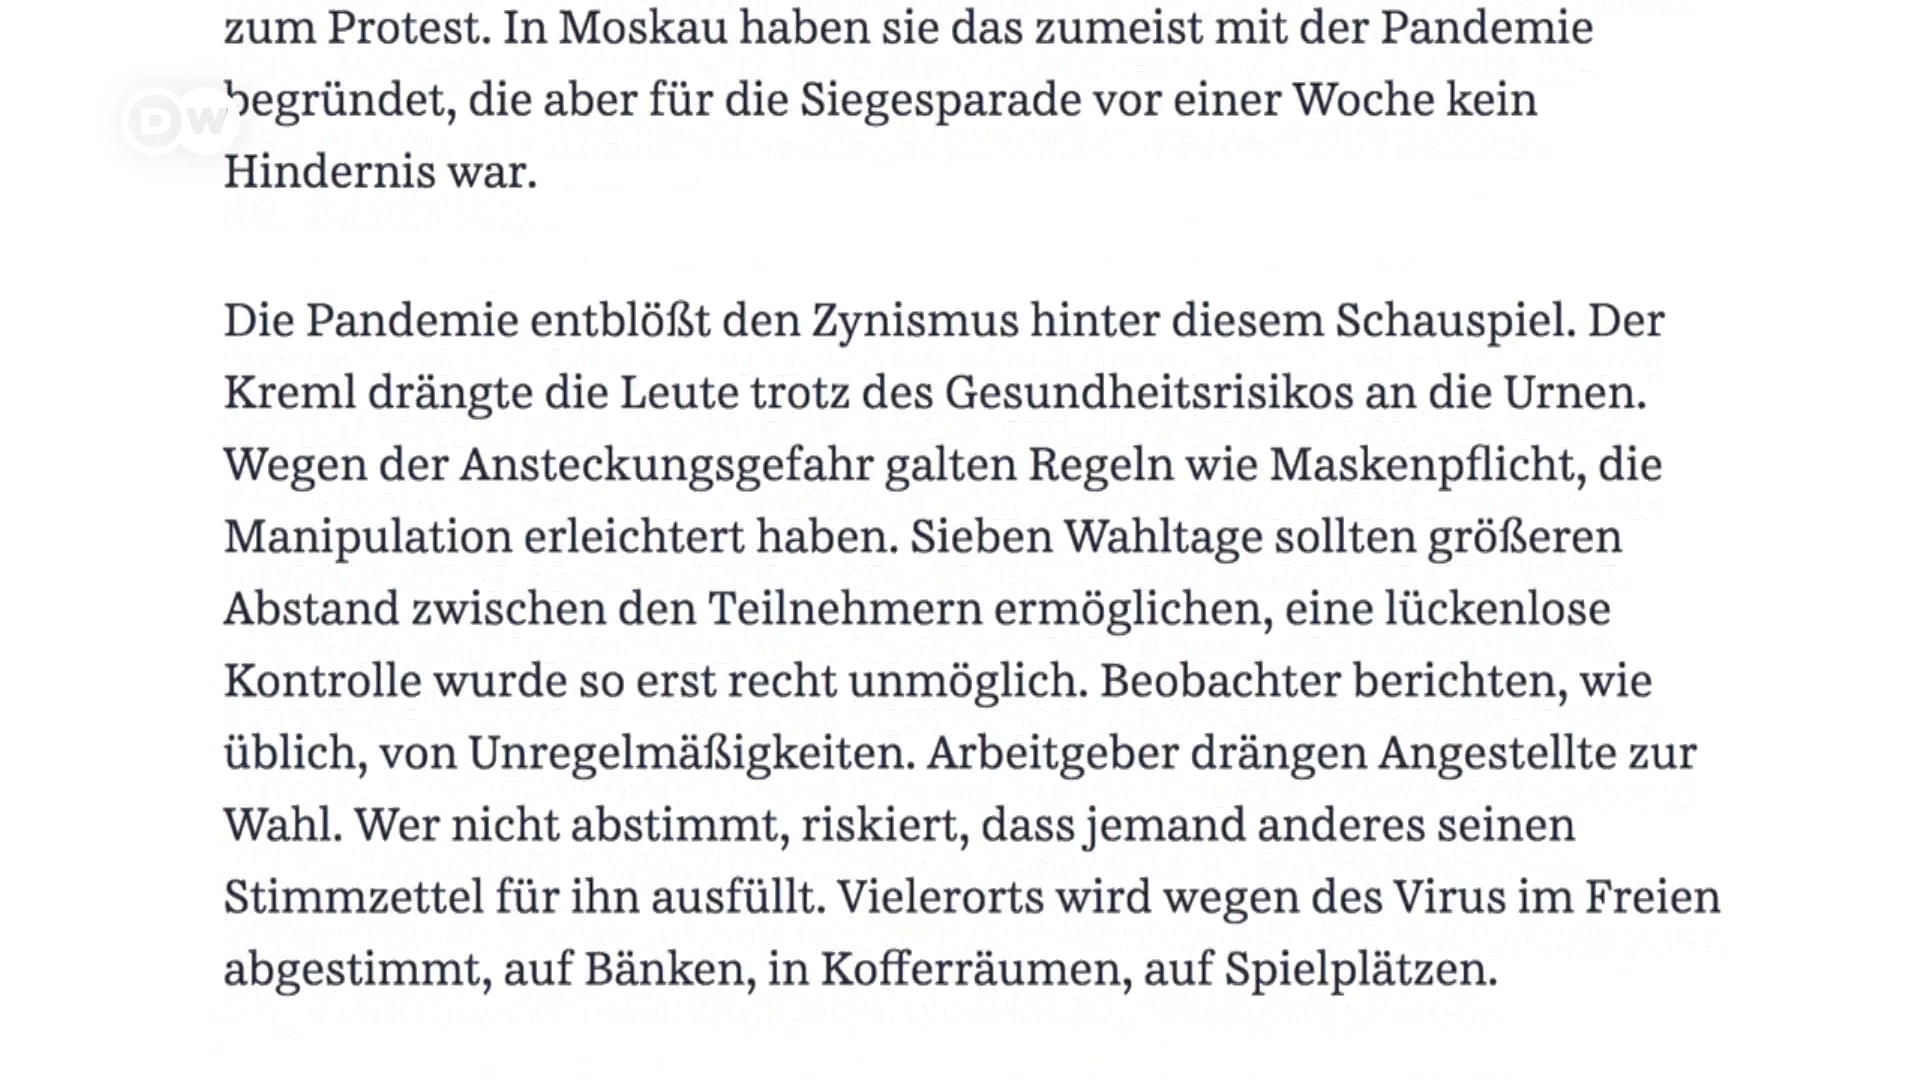 zum Protest. In Moskau haben sie das zumeist mit der Pandemie
DW begründet, die aber für die Siegesparade vor einer Woche kein
Hindernis war.
Die Pandemie entblößt den Zynismus hinter diesem Schauspiel. Der
Kreml drängte die Leute trotz des Gesundheitsrisikos an die Urnen.
Wegen der Ansteckungsgefahr galten Regeln wie Maskenpflicht, die
Manipulation erleichtert haben. Sieben Wahltage sollten größeren
Abstand zwischen den Teilnehmern ermöglichen, eine lückenlose
Kontrolle wurde so erst recht unmöglich. Beobachter berichten, wie
üblich, von Unregelmäßigkeiten. Arbeitgeber drängen Angestellte zur
Wahl. Wer nicht abstimmt, riskiert, dass jemand anderes seinen
Stimmzettel für ihn ausfüllt. Vielerorts wird wegen des Virus im Freien
abgestimmt, auf Bänken, in Kofferräumen, auf Spielplätzen.